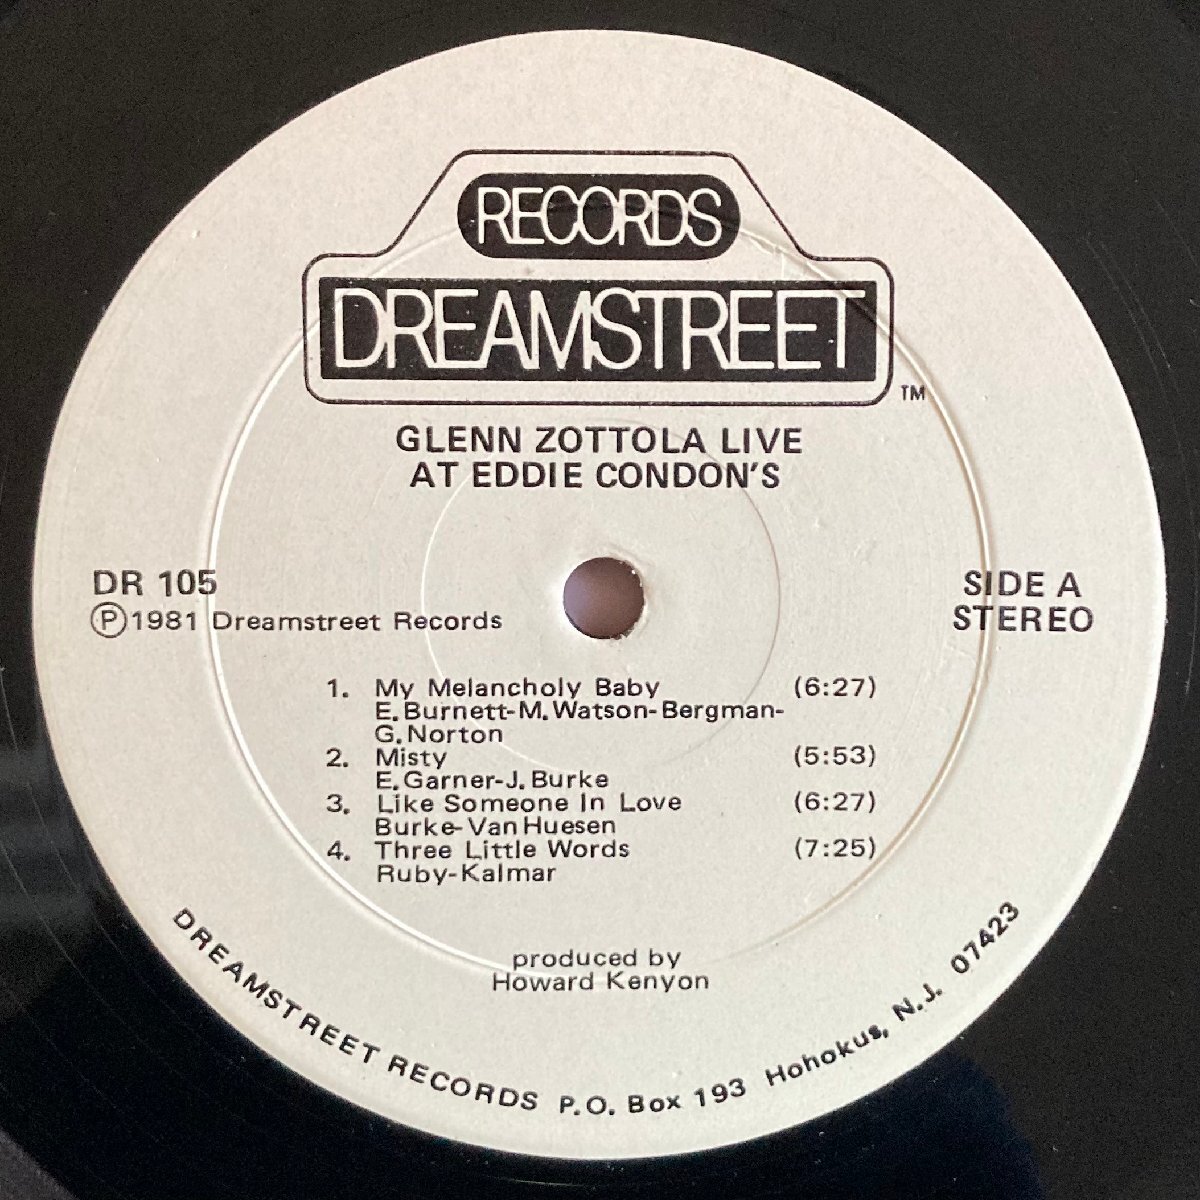 RECORDS
DREAMSTREET
TM
GLENN ZOTTOLA LIVE
AT EDDIE CONDON'S
DR 105
Ⓟ1981 Dreamstreet Records
SIDE A
STEREO
1. My Melancholy Baby (6:27)
E.Burnett-M.Watson-Bergman-
G.Norton
2. Misty (5:53)
E.Garner-J.Burke
3. Like Someone In Love (6:27)
Burke-Van Huesen
4. Three Little Words (7:25)
Ruby-Kalmar
produced by
Howard Kenyon
DREAMSTREET RECORDS P.O. Box 193 Hohokus, N.J. 07423